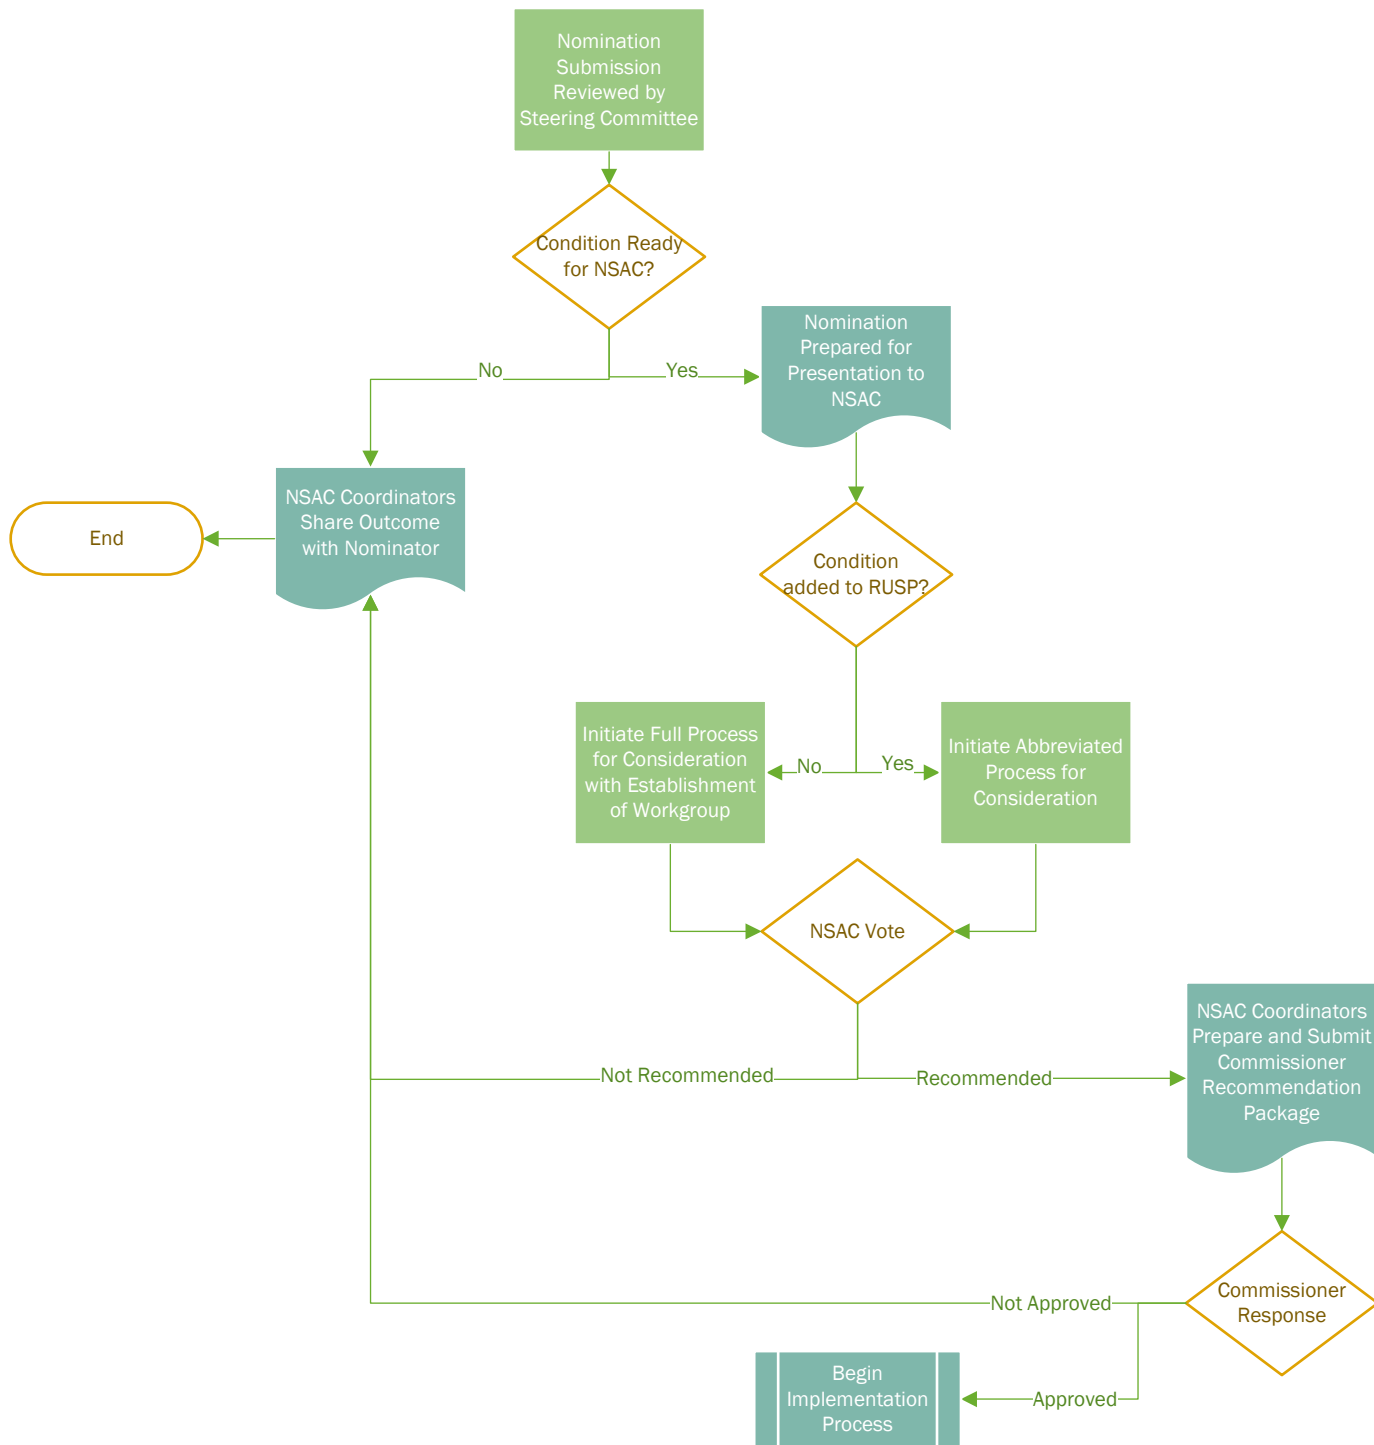 Nomination
Submission
Reviewed by
Steering Committee
Condition Ready
for NSAC?
No
Yes
Nomination
Prepared for
Presentation to
NSAC
NSAC Coordinators
Share Outcome
with Nominator
End
Condition
added to RUSP?
Initiate Full Process
for Consideration
with Establishment
of Workgroup
No
Yes
Initiate Abbreviated
Process for
Consideration
NSAC Vote
Not Recommended
Recommended
NSAC Coordinators
Prepare and Submit
Commissioner
Recommendation
Package
Commissioner
Response
Not Approved
Approved
Begin
Implementation
Process